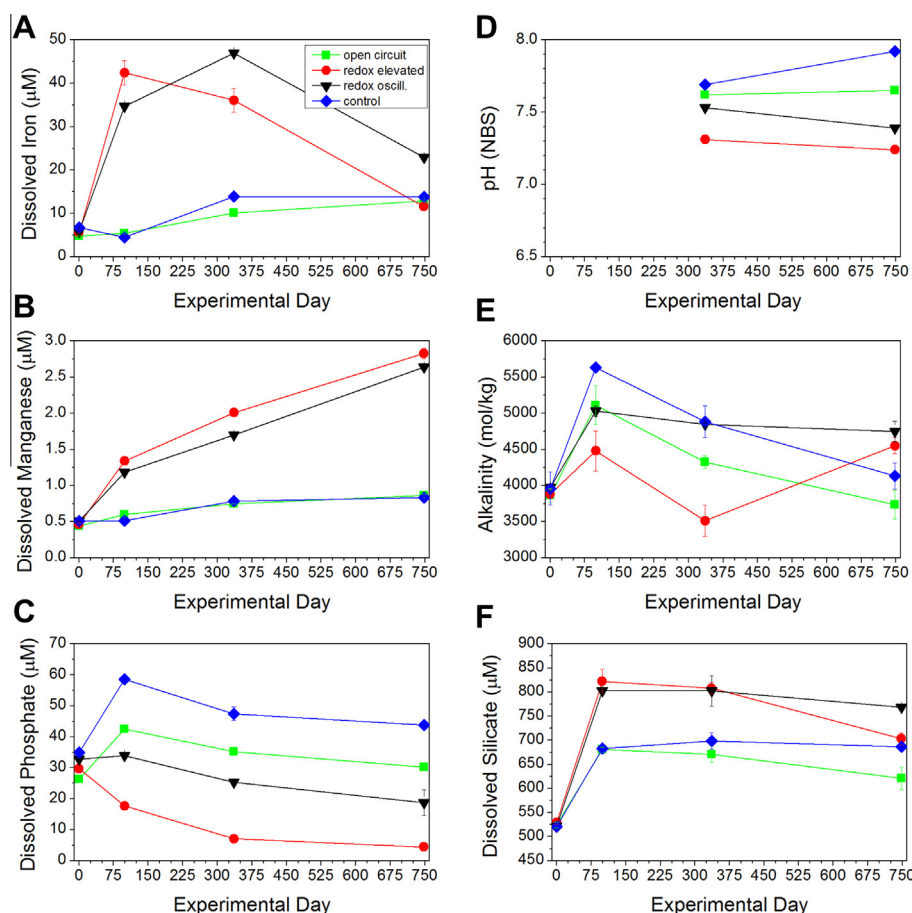 A
Dissolved Iron (µM)
50
40
30
20
10
0
open circuit
redox elevated
redox oscill.
control
0 75 150 225 300 375 450 525 600 675 750
Experimental Day
D
pH (NBS)
8.0
7.5
7.0
6.5
0 75 150 225 300 375 450 525 600 675 750
Experimental Day
B
Dissolved Manganese (µM)
3.0
2.5
2.0
1.5
1.0
0.5
0.0
0 75 150 225 300 375 450 525 600 675 750
Experimental Day
E
Alkalinity (mol/kg)
6000
5500
5000
4500
4000
3500
3000
0 75 150 225 300 375 450 525 600 675 750
Experimental Day
C
Dissolved Phosphate (µM)
70
60
50
40
30
20
10
0
0 75 150 225 300 375 450 525 600 675 750
Experimental Day
F
Dissolved Silicate (µM)
900
850
800
750
700
650
600
550
500
450
0 75 150 225 300 375 450 525 600 675 750
Experimental Day